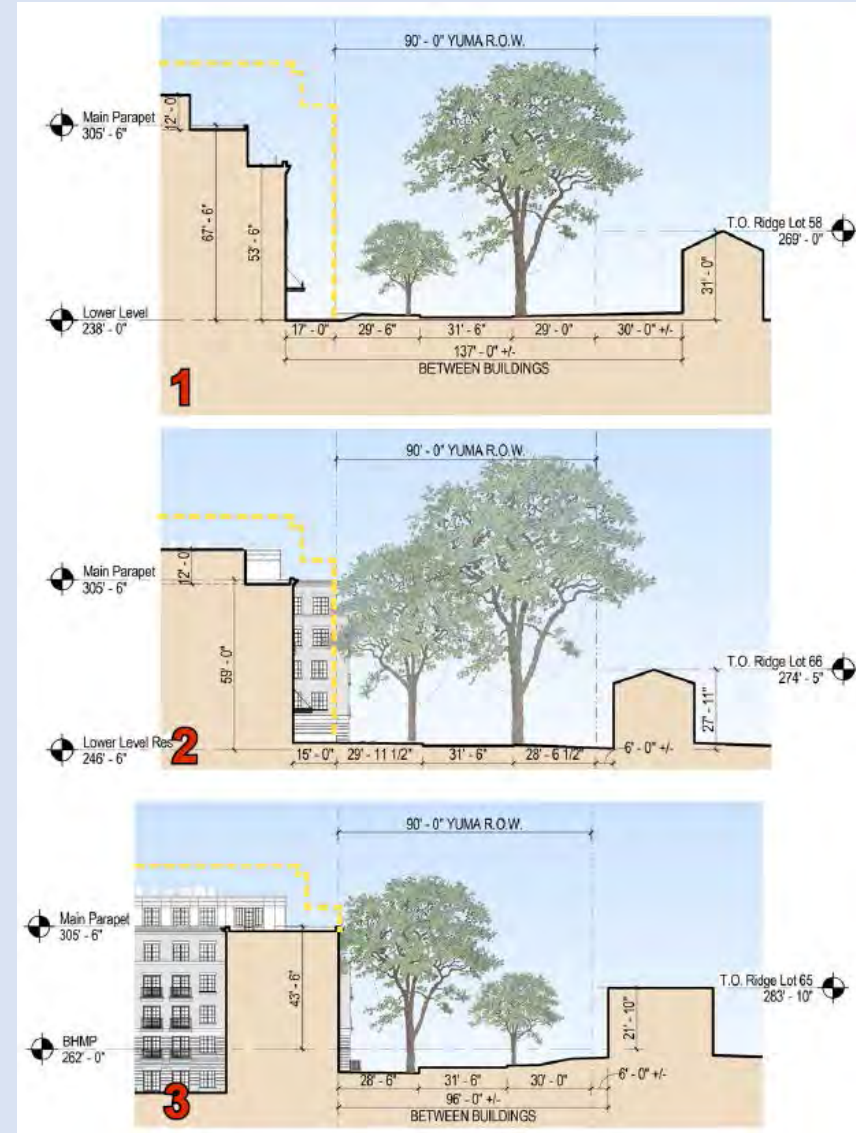 90' - 0" YUMA R.O.W.
12' - 0"
Main Parapet
305' - 6"
67' - 6"
53' - 6"
T.O. Ridge Lot 58
269' - 0"
31' - 0"
Lower Level
238' - 0"
17' - 0"
29' - 6"
31' - 6"
29' - 0"
30' - 0" +/-
137' - 0" +/-
BETWEEN BUILDINGS
1
90' - 0" YUMA R.O.W.
12' - 0"
Main Parapet
305' - 6"
59' - 0"
T.O. Ridge Lot 66
274' - 5"
27' - 11"
Lower Level Res
246' - 6"
2
15' - 0"
29' - 11 1/2"
31' - 6"
28' - 6 1/2"
6' - 0" +/-
90' - 0" YUMA R.O.W.
Main Parapet
305' - 6"
43' - 6"
T.O. Ridge Lot 65
283' - 10"
21' - 10"
BHMP
262' - 0"
28' - 6"
31' - 6"
30' - 0"
6' - 0" +/-
96' - 0" +/-
BETWEEN BUILDINGS
3